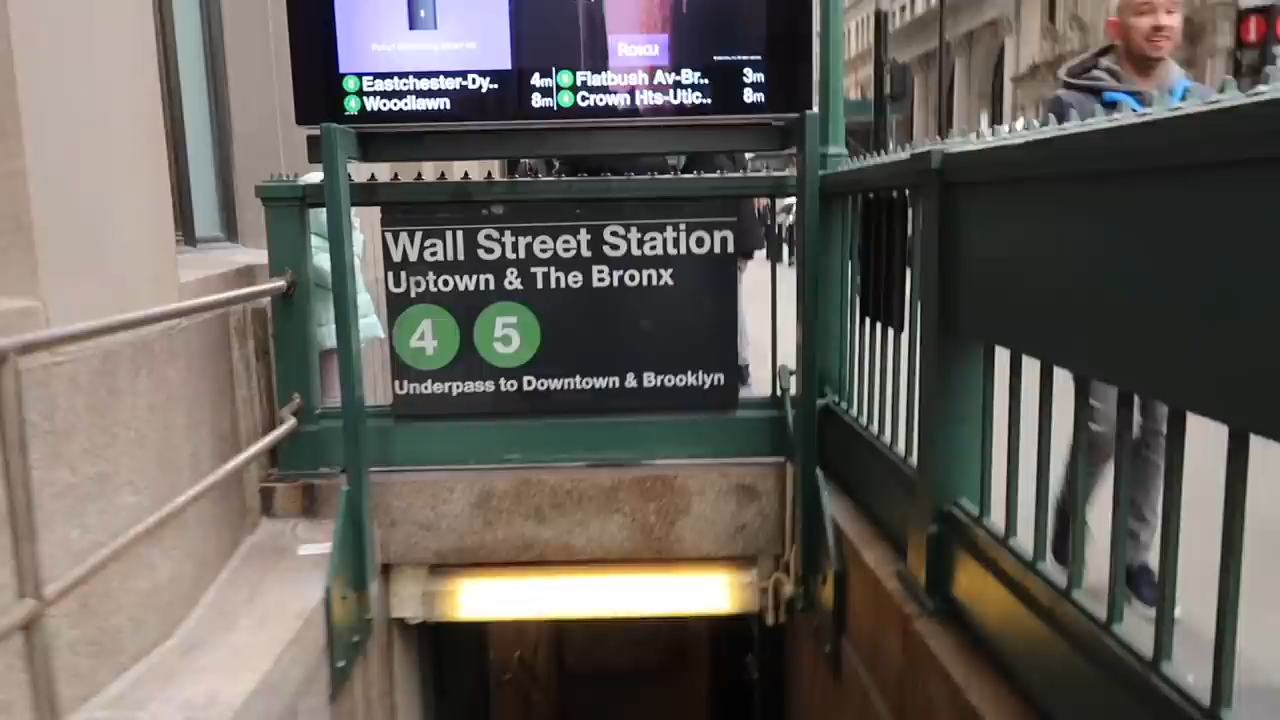 Roku
5 Eastchester-Dy.. 4m
4 Woodlawn 8m
5 Flatbush Av-Br.. 3m
4 Crown Hts-Utic.. 8m
Wall Street Station
Uptown & The Bronx
4 5
Underpass to Downtown & Brooklyn